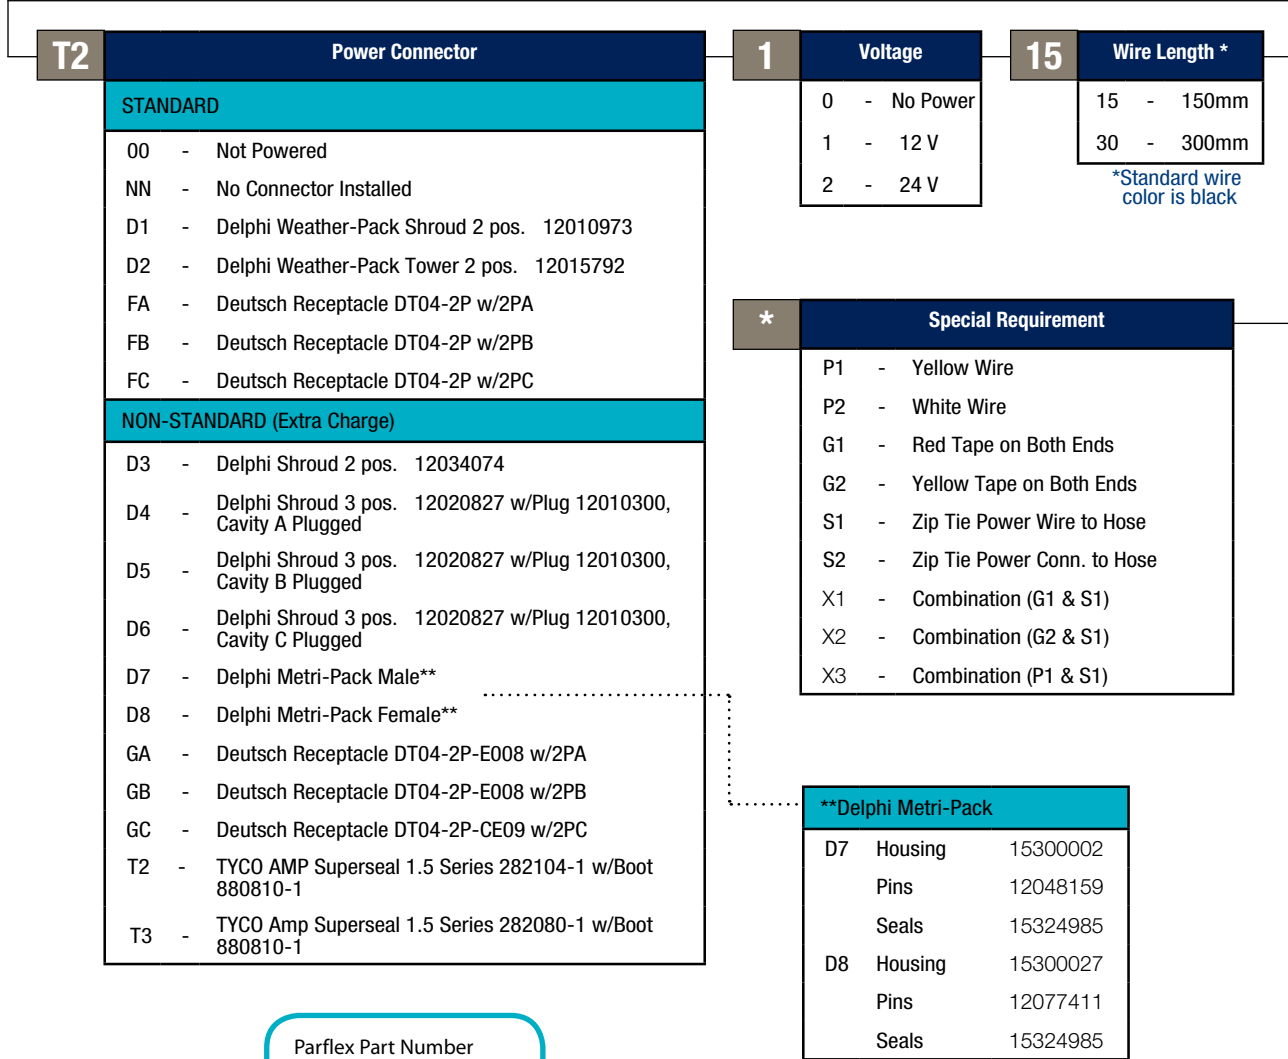 T2 Power Connector
STANDARD
00 - Not Powered
NN - No Connector Installed
D1 - Delphi Weather-Pack Shroud 2 pos. 12010973
D2 - Delphi Weather-Pack Tower 2 pos. 12015792
FA - Deutsch Receptacle DT04-2P w/2PA
FB - Deutsch Receptacle DT04-2P w/2PB
FC - Deutsch Receptacle DT04-2P w/2PC
NON-STANDARD (Extra Charge)
D3 - Delphi Shroud 2 pos. 12034074
D4 - Delphi Shroud 3 pos. 12020827 w/Plug 12010300,
Cavity A Plugged
D5 - Delphi Shroud 3 pos. 12020827 w/Plug 12010300,
Cavity B Plugged
D6 - Delphi Shroud 3 pos. 12020827 w/Plug 12010300,
Cavity C Plugged
D7 - Delphi Metri-Pack Male**
D8 - Delphi Metri-Pack Female**
GA - Deutsch Receptacle DT04-2P-E008 w/2PA
GB - Deutsch Receptacle DT04-2P-E008 w/2PB
GC - Deutsch Receptacle DT04-2P-CE09 w/2PC
T2 - TYCO AMP Superseal 1.5 Series 282104-1 w/Boot
880810-1
T3 - TYCO Amp Superseal 1.5 Series 282080-1 w/Boot
880810-1
1 Voltage
0 - No Power
1 - 12 V
2 - 24 V
15 Wire Length *
15 - 150mm
30 - 300mm
*Standard wire
color is black
* Special Requirement
P1 - Yellow Wire
P2 - White Wire
G1 - Red Tape on Both Ends
G2 - Yellow Tape on Both Ends
S1 - Zip Tie Power Wire to Hose
S2 - Zip Tie Power Conn. to Hose
X1 - Combination (G1 & S1)
X2 - Combination (G2 & S1)
X3 - Combination (P1 & S1)
**Delphi Metri-Pack
D7 Housing 15300002
Pins 12048159
Seals 15324985
D8 Housing 15300027
Pins 12077411
Seals 15324985
Parflex Part Number